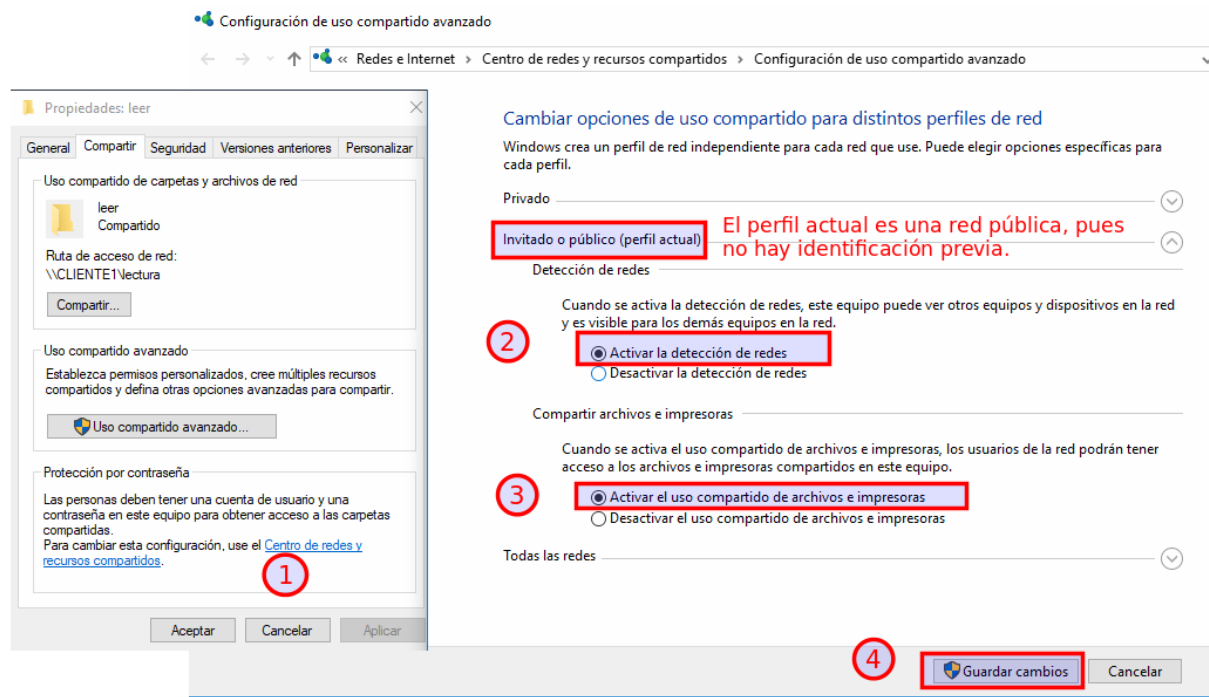 Configuración de uso compartido avanzado
« Redes e Internet > Centro de redes y recursos compartidos > Configuración de uso compartido avanzado
Propiedades: leer
General Compartir Seguridad Versiones anteriores Personalizar
Uso compartido de carpetas y archivos de red
leer
Compartido
Ruta de acceso de red:
\\CLIENTE1\lectura
Compartir...
Uso compartido avanzado
Establezca permisos personalizados, cree múltiples recursos
compartidos y defina otras opciones avanzadas para compartir.
Uso compartido avanzado...
Protección por contraseña
Las personas deben tener una cuenta de usuario y una
contraseña en este equipo para obtener acceso a las carpetas
compartidas.
Para cambiar esta configuración, use el Centro de redes y
recursos compartidos.
1
Aceptar Cancelar Aplicar
Cambiar opciones de uso compartido para distintos perfiles de red
Windows crea un perfil de red independiente para cada red que use. Puede elegir opciones específicas para
cada perfil.
Privado
Invitado o público (perfil actual)
El perfil actual es una red pública, pues
no hay identificación previa.
Detección de redes
Cuando se activa la detección de redes, este equipo puede ver otros equipos y dispositivos en la red
y es visible para los demás equipos en la red.
2
Activar la detección de redes
Desactivar la detección de redes
Compartir archivos e impresoras
Cuando se activa el uso compartido de archivos e impresoras, los usuarios de la red podrán tener
acceso a los archivos e impresoras compartidos en este equipo.
3
Activar el uso compartido de archivos e impresoras
Desactivar el uso compartido de archivos e impresoras
Todas las redes
4
Guardar cambios Cancelar